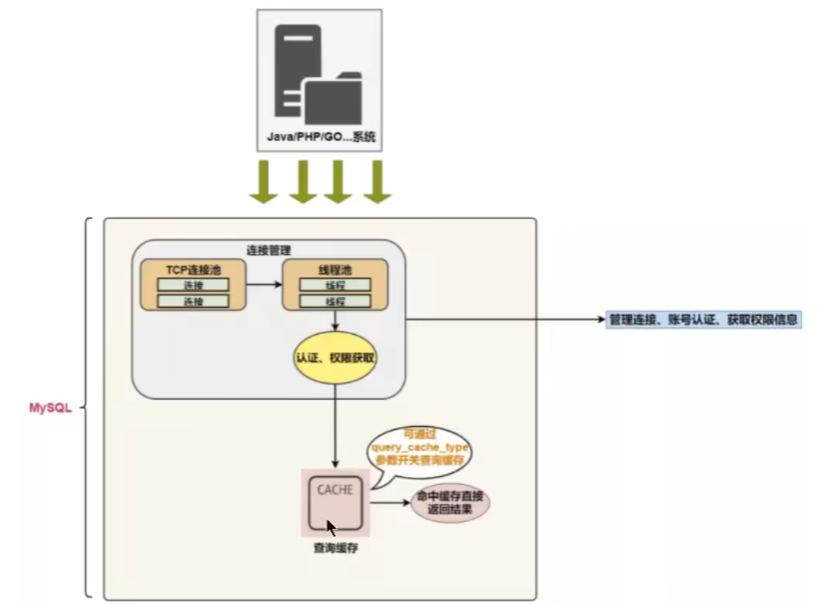 Java/PHP/GO...系统
连接管理
TCP连接池
连接
连接
线程池
线程
线程
认证、权限获取
管理连接、账号认证、获取权限信息
MySQL
可通过
query_cache_type
参数开关查询缓存
CACHE
命中缓存直接
返回结果
查询缓存